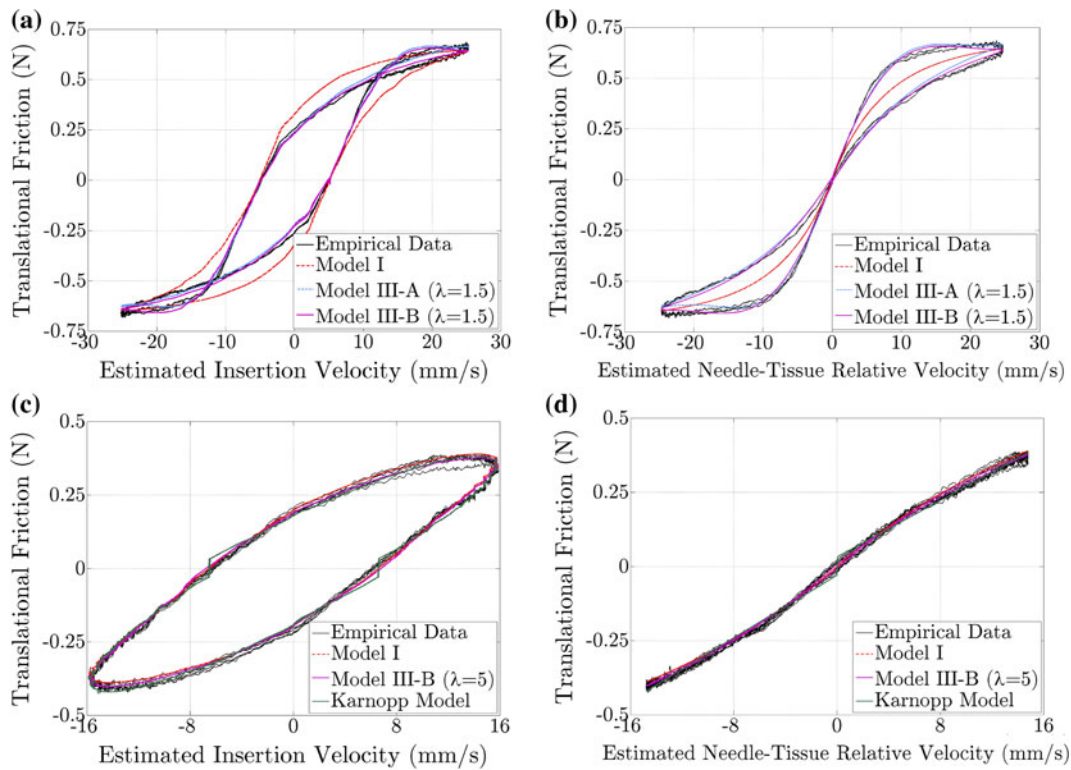 (a)
Translational Friction (N)
0.75
0.5
0.25
0
-0.25
-0.5
-0.75
-30
-20
-10
0
10
20
30
Estimated Insertion Velocity (mm/s)
Empirical Data
Model I
Model III-A (λ=1.5)
Model III-B (λ=1.5)
(b)
Translational Friction (N)
0.75
0.5
0.25
0
-0.25
-0.5
-0.75
-30
-20
-10
0
10
20
30
Estimated Needle-Tissue Relative Velocity (mm/s)
Empirical Data
Model I
Model III-A (λ=1.5)
Model III-B (λ=1.5)
(c)
Translational Friction (N)
0.5
0.25
0
-0.25
-0.5
-16
-8
0
8
16
Estimated Insertion Velocity (mm/s)
Empirical Data
Model I
Model III-B (λ=5)
Karnopp Model
(d)
Translational Friction (N)
0.5
0.25
0
-0.25
-0.5
-16
-8
0
8
16
Estimated Needle-Tissue Relative Velocity (mm/s)
Empirical Data
Model I
Model III-B (λ=5)
Karnopp Model